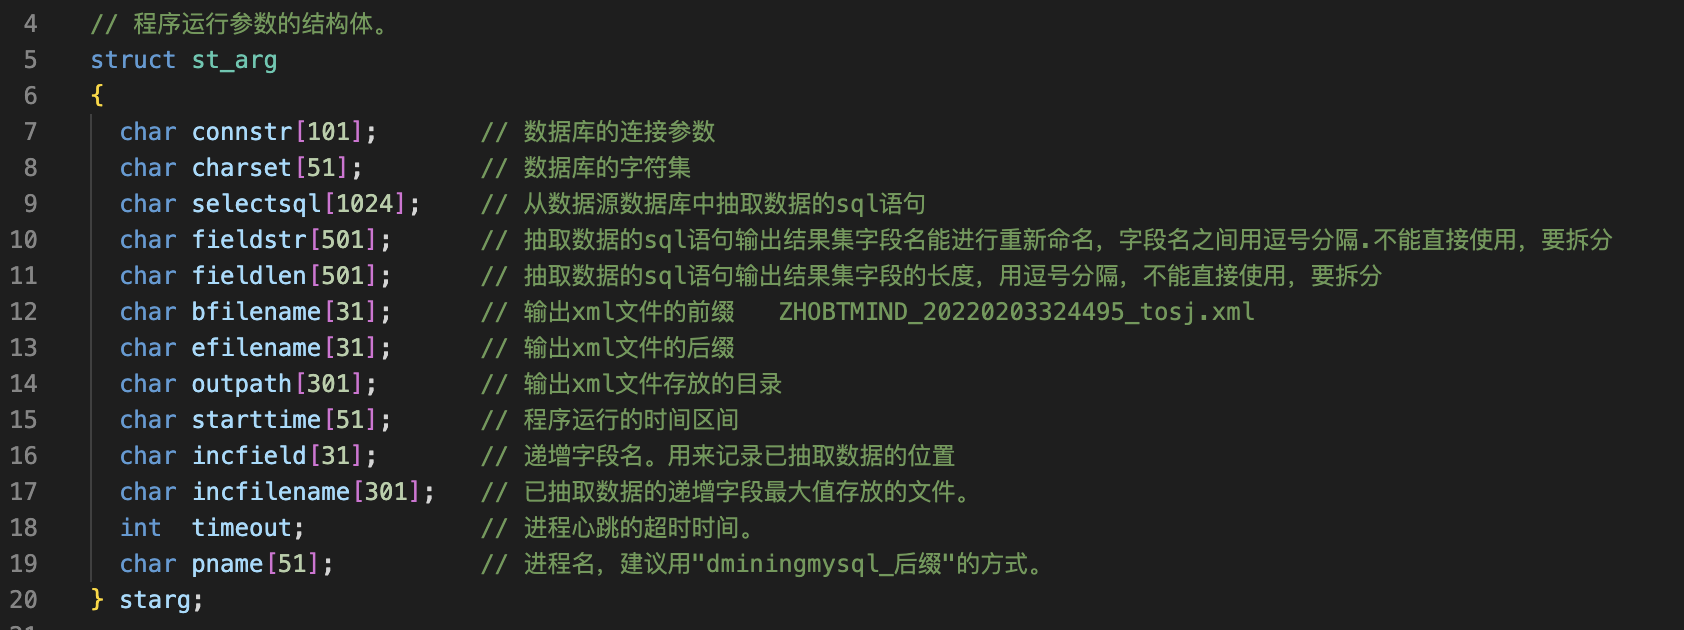 4 // 程序运行参数的结构体。
5 struct st_arg
6 {
7 char connstr[101]; // 数据库的连接参数
8 char charset[51]; // 数据库的字符集
9 char selectsql[1024]; // 从数据源数据库中抽取数据的sql语句
10 char fieldstr[501]; // 抽取数据的sql语句输出结果集字段名能进行重新命名，字段名之间用逗号分隔.不能直接使用，要拆分
11 char fieldlen[501]; // 抽取数据的sql语句输出结果集字段的长度，用逗号分隔，不能直接使用，要拆分
12 char bfilename[31]; // 输出xml文件的前缀 ZHOBTMIND_20220203324495_tosj.xml
13 char efilename[31]; // 输出xml文件的后缀
14 char outpath[301]; // 输出xml文件存放的目录
15 char starttime[51]; // 程序运行的时间区间
16 char incfield[31]; // 递增字段名。用来记录已抽取数据的位置
17 char incfilename[301]; // 已抽取数据的递增字段最大值存放的文件。
18 int timeout; // 进程心跳的超时时间。
19 char pname[51]; // 进程名，建议用"dminingmysql_后缀"的方式。
20 } starg;